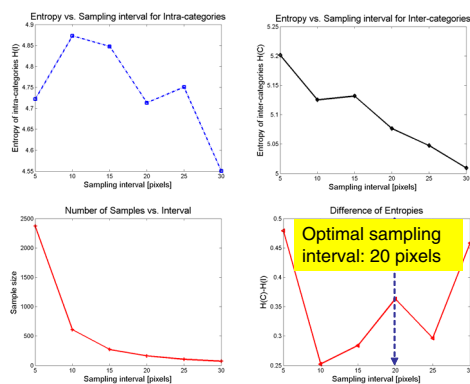 Entropy vs. Sampling interval for Intra-categories
Entropy of intra-categories H(I)
4.9
4.85
4.8
4.75
4.7
4.65
4.6
4.55
5 10 15 20 25 30
Sampling interval [pixels]
Entropy vs. Sampling interval for Inter-categories
Entropy of inter-categories H(C)
5.25
5.2
5.15
5.1
5.05
5
5 10 15 20 25 30
Sampling interval [pixels]
Number of Samples vs. Interval
Sample size
2500
2000
1500
1000
500
0
5 10 15 20 25 30
Sampling interval [pixels]
Difference of Entropies
Optimal sampling
interval: 20 pixels
H(C)-H(I)
0.5
0.45
0.4
0.35
0.3
0.25
5 10 15 20 25 30
Sampling interval [pixels]